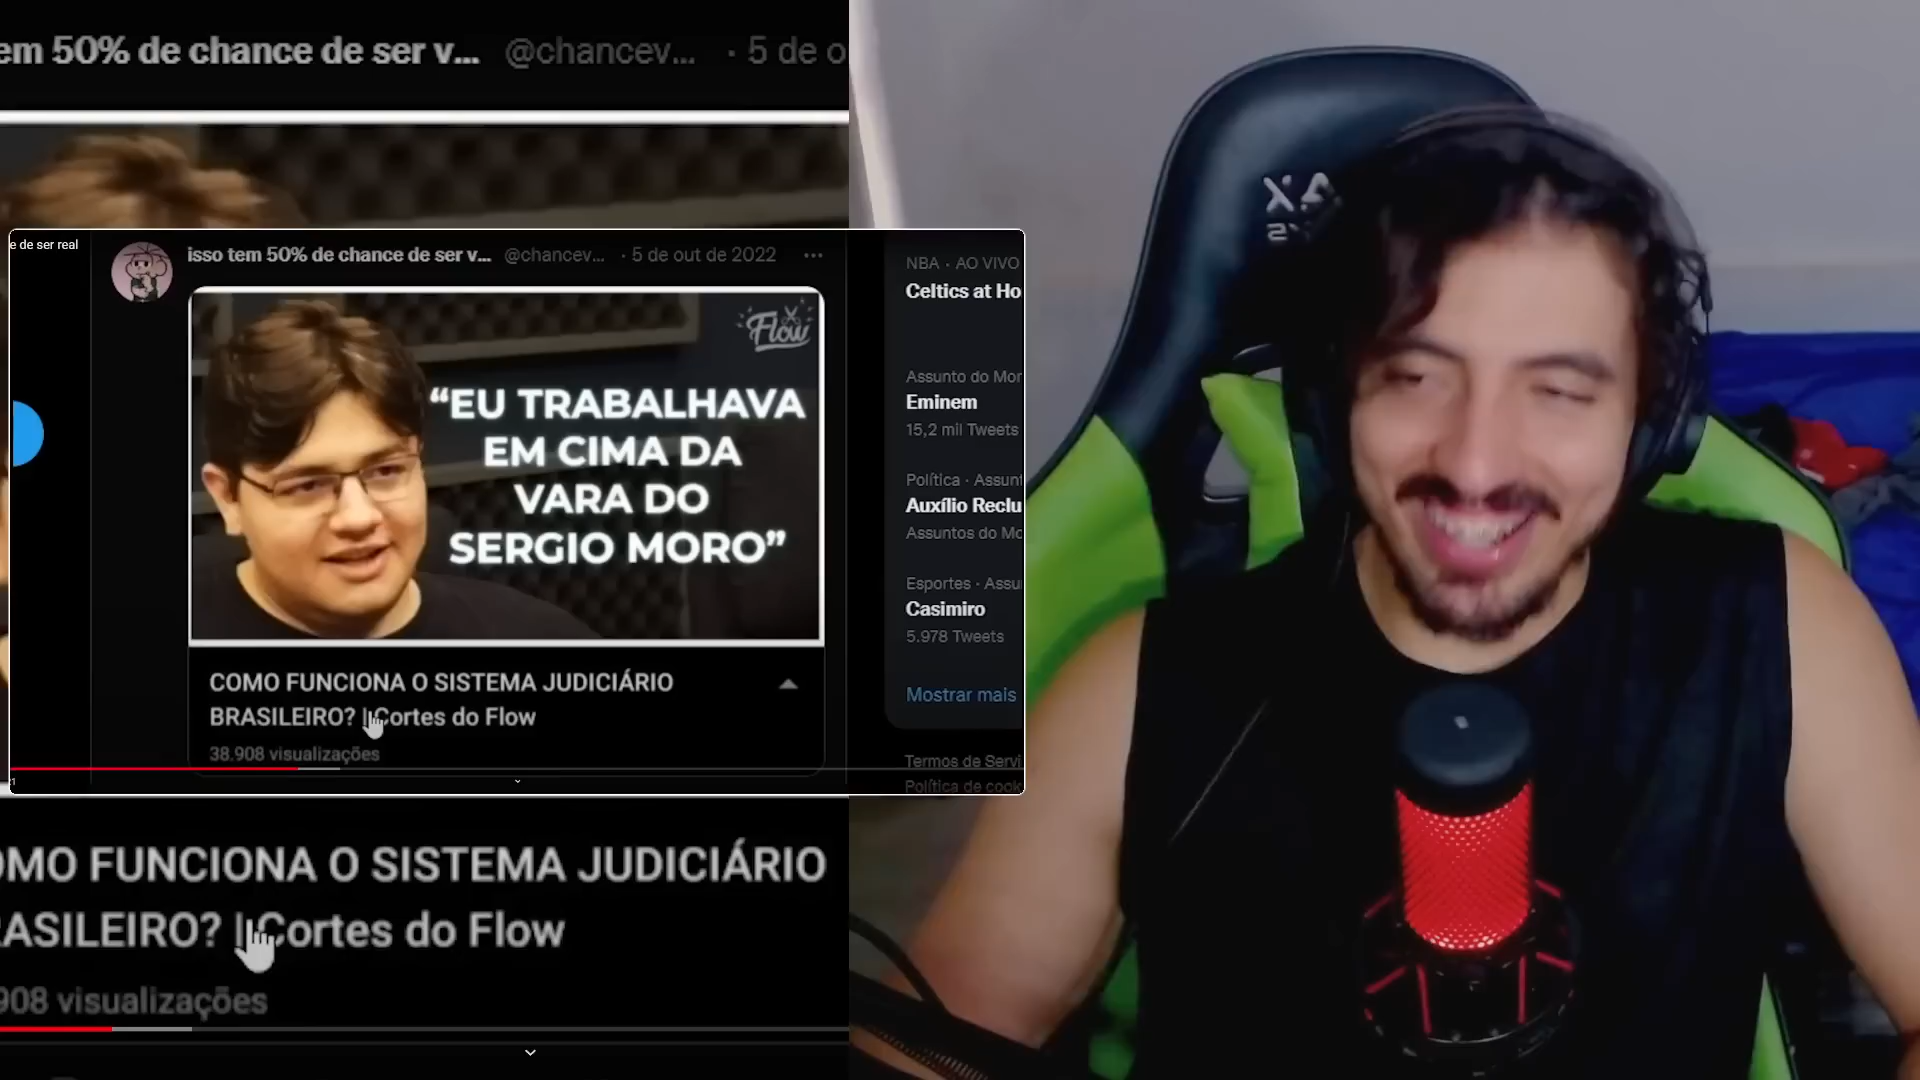 em 50% de chance de ser v... @chancev... · 5 de o
e de ser real
isso tem 50% de chance de ser v... @chancev... · 5 de out de 2022 ...
Flow
“EU TRABALHAVA
EM CIMA DA
VARA DO
SERGIO MORO”
COMO FUNCIONA O SISTEMA JUDICIÁRIO
BRASILEIRO? | Cortes do Flow
38.908 visualizações
NBA · AO VIVO
Celtics at Ho
Assunto do Mor
Eminem
15,2 mil Tweets
Política · Assunt
Auxílio Reclu
Assuntos do Mo
Esportes · Assu
Casimiro
5.978 Tweets
Mostrar mais
Termos de Servi
Política de cook
OMO FUNCIONA O SISTEMA JUDICIÁRIO
RASILEIRO? | Cortes do Flow
908 visualizações